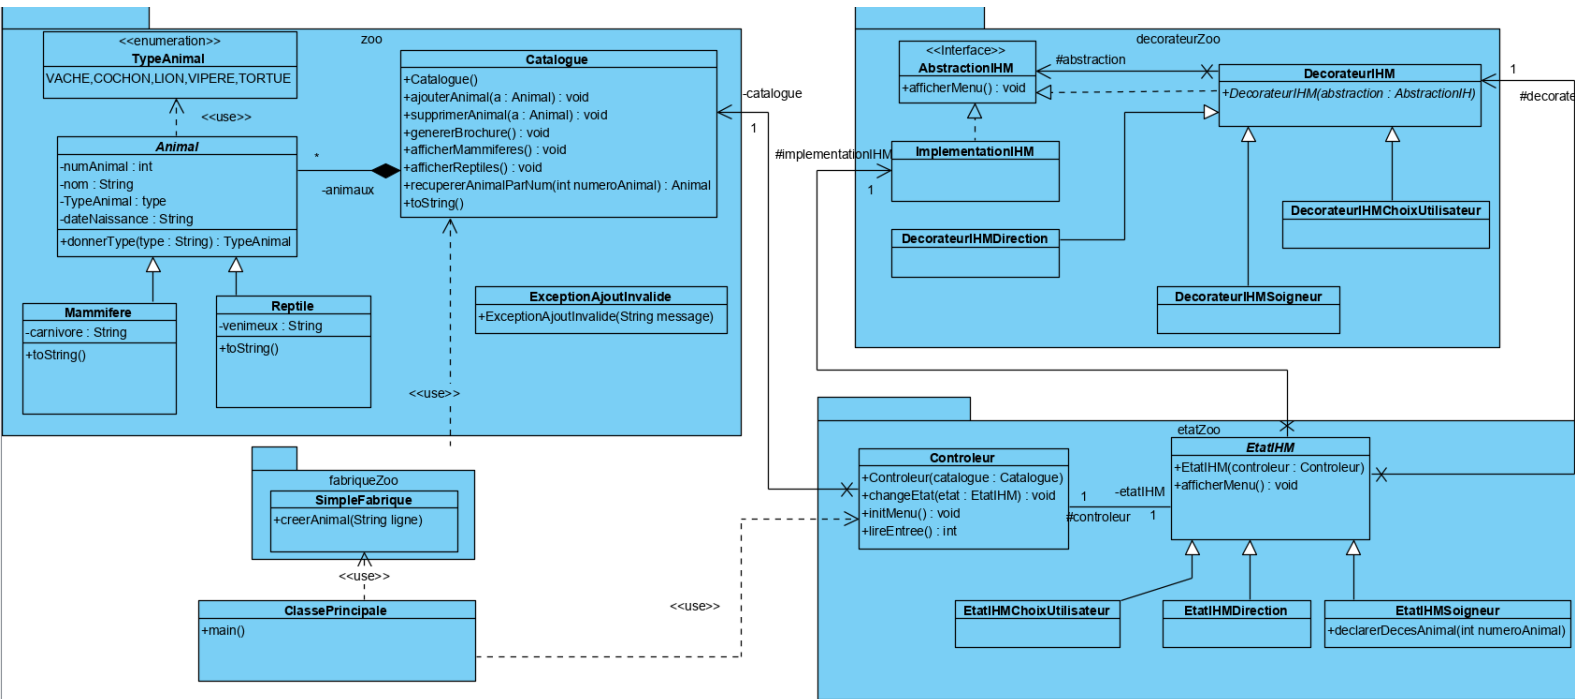 zoo
<<enumeration>>
TypeAnimal
VACHE,COCHON,LION,VIPERE,TORTUE
<<use>>
Animal
-numAnimal : int
-nom : String
-TypeAnimal : type
-dateNaissance : String
+donnerType(type : String) : TypeAnimal
*
-animaux
Catalogue
+Catalogue()
+ajouterAnimal(a : Animal) : void
+supprimerAnimal(a : Animal) : void
+genererBrochure() : void
+afficherMammiferes() : void
+afficherReptiles() : void
+recupererAnimalParNum(int numeroAnimal) : Animal
+toString()
Mammifere
-carnivore : String
+toString()
Reptile
-venimeux : String
+toString()
ExceptionAjoutInvalide
+ExceptionAjoutInvalide(String message)
<<use>>
-catalogue
1
decorateurZoo
<<Interface>>
AbstractionIHM
+afficherMenu() : void
#abstraction
DecorateurIHM
+DecorateurIHM(abstraction : AbstractionIH)
1
#decorate
#implementationIHM
1
ImplementationIHM
DecorateurIHMDirection
DecorateurIHMChoixUtilisateur
DecorateurIHMSoigneur
fabriqueZoo
SimpleFabrique
+creerAnimal(String ligne)
<<use>>
ClassePrincipale
+main()
<<use>>
etatZoo
Controleur
+Controleur(catalogue : Catalogue)
+changeEtat(etat : EtatIHM) : void
+initMenu() : void
+lireEntree() : int
1
-etatIHM
#controleur
1
EtatIHM
+EtatIHM(controleur : Controleur)
+afficherMenu() : void
EtatIHMChoixUtilisateur
EtatIHMDirection
EtatIHMSoigneur
+declarerDecesAnimal(int numeroAnimal)